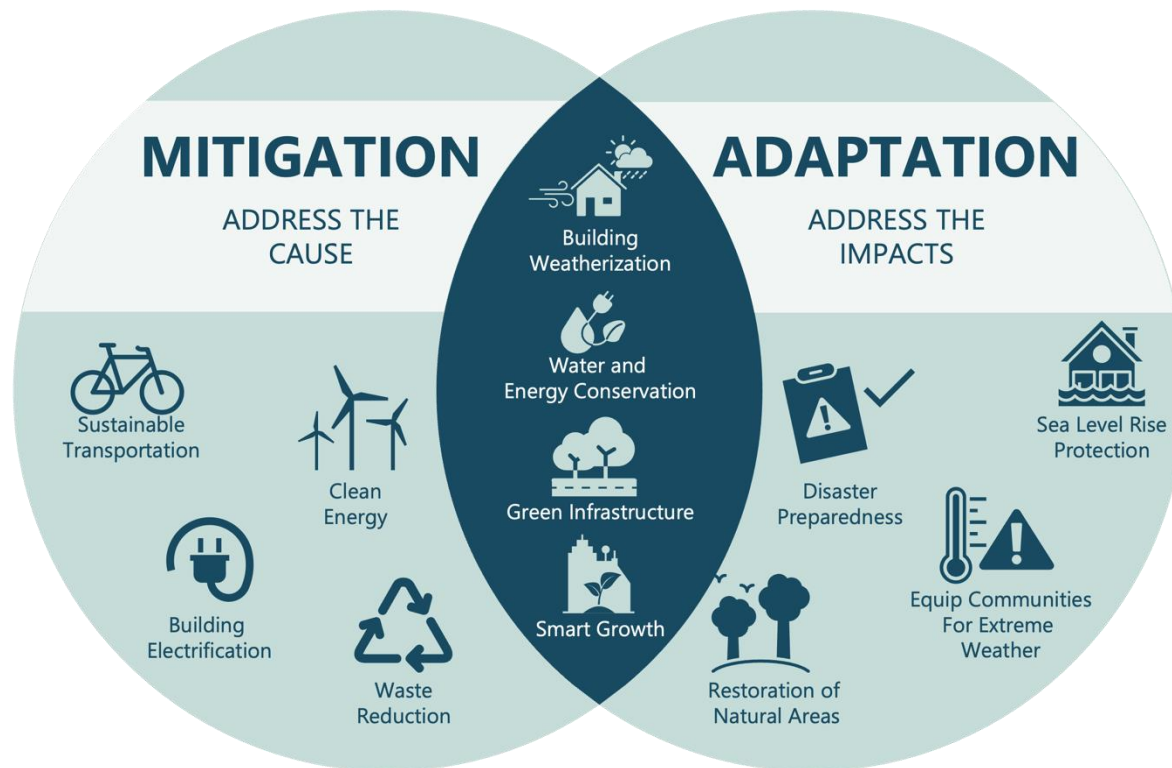 MITIGATION
ADDRESS THE
CAUSE
Sustainable
Transportation
Clean
Energy
Building
Electrification
Waste
Reduction
Building
Weatherization
Water and
Energy Conservation
Green Infrastructure
Smart Growth
ADAPTATION
ADDRESS THE
IMPACTS
Sea Level Rise
Protection
Disaster
Preparedness
Equip Communities
For Extreme
Weather
Restoration of
Natural Areas